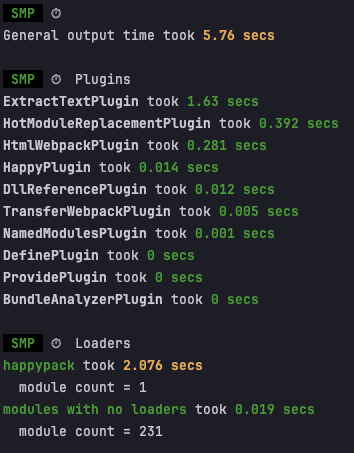 SMP ⏱
General output time took 5.76 secs
SMP ⏱ Plugins
ExtractTextPlugin took 1.63 secs
HotModuleReplacementPlugin took 0.392 secs
HtmlWebpackPlugin took 0.281 secs
HappyPlugin took 0.014 secs
DllReferencePlugin took 0.012 secs
TransferWebpackPlugin took 0.005 secs
NamedModulesPlugin took 0.001 secs
DefinePlugin took 0 secs
ProvidePlugin took 0 secs
BundleAnalyzerPlugin took 0 secs
SMP ⏱ Loaders
happypack took 2.076 secs
module count = 1
modules with no loaders took 0.019 secs
module count = 231